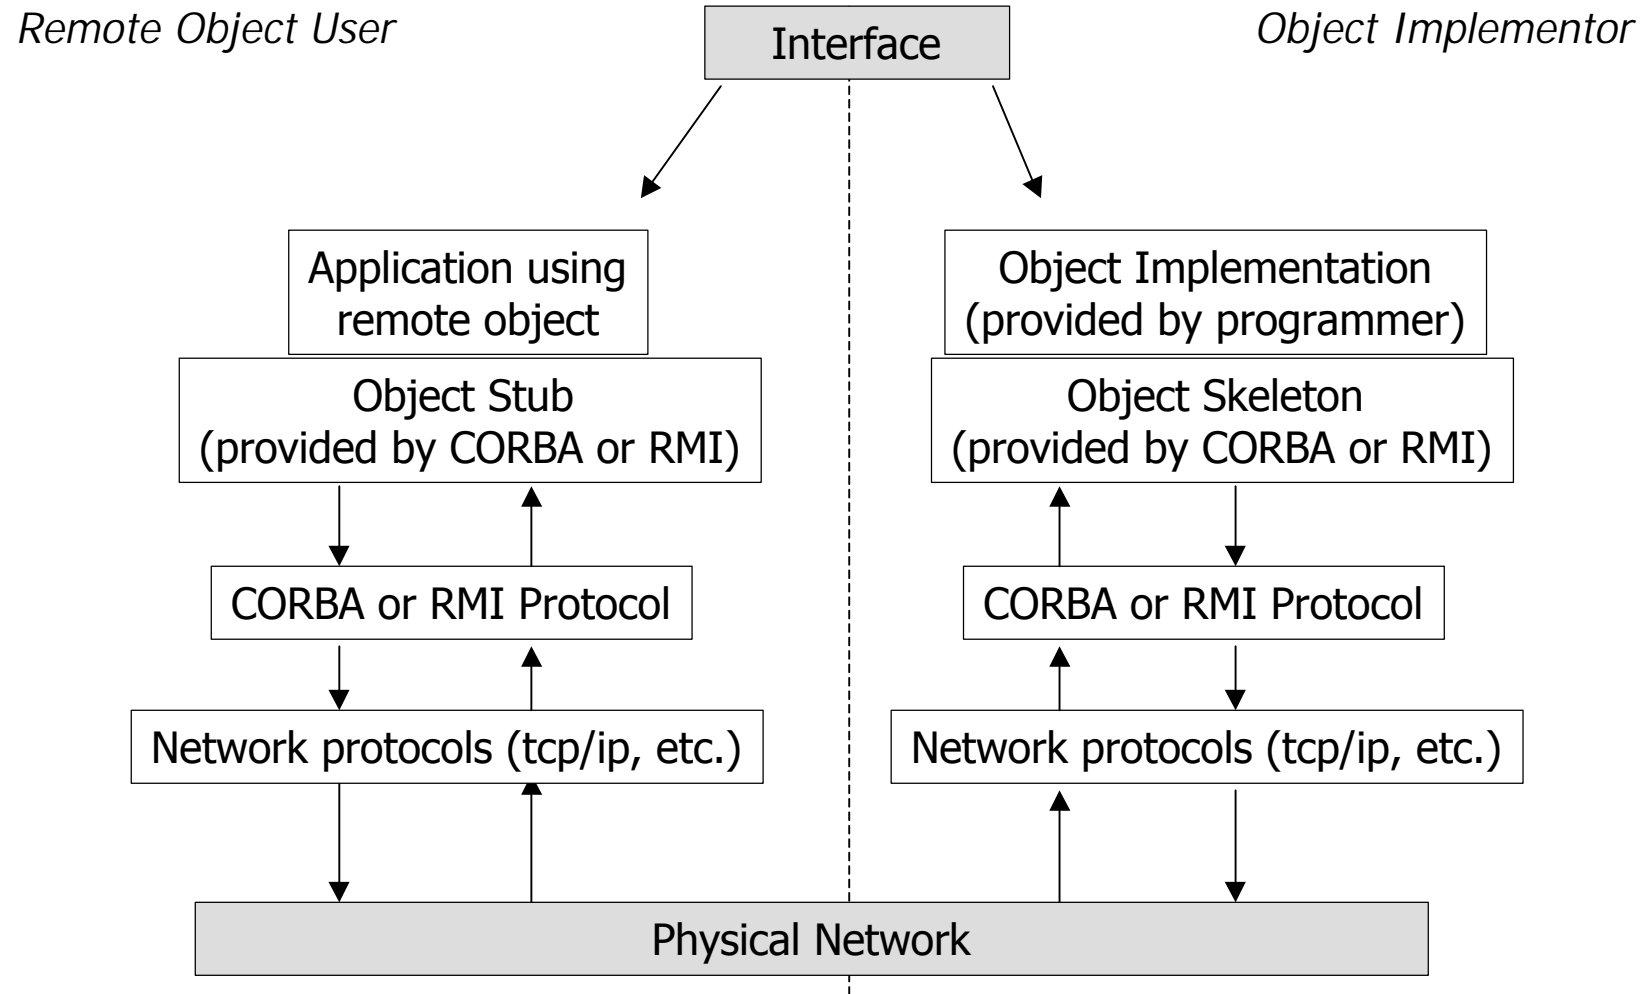 Remote Object User
Interface
Object Implementor
Application using
remote object
Object Implementation
(provided by programmer)
Object Stub
(provided by CORBA or RMI)
Object Skeleton
(provided by CORBA or RMI)
CORBA or RMI Protocol
CORBA or RMI Protocol
Network protocols (tcp/ip, etc.)
Network protocols (tcp/ip, etc.)
Physical Network